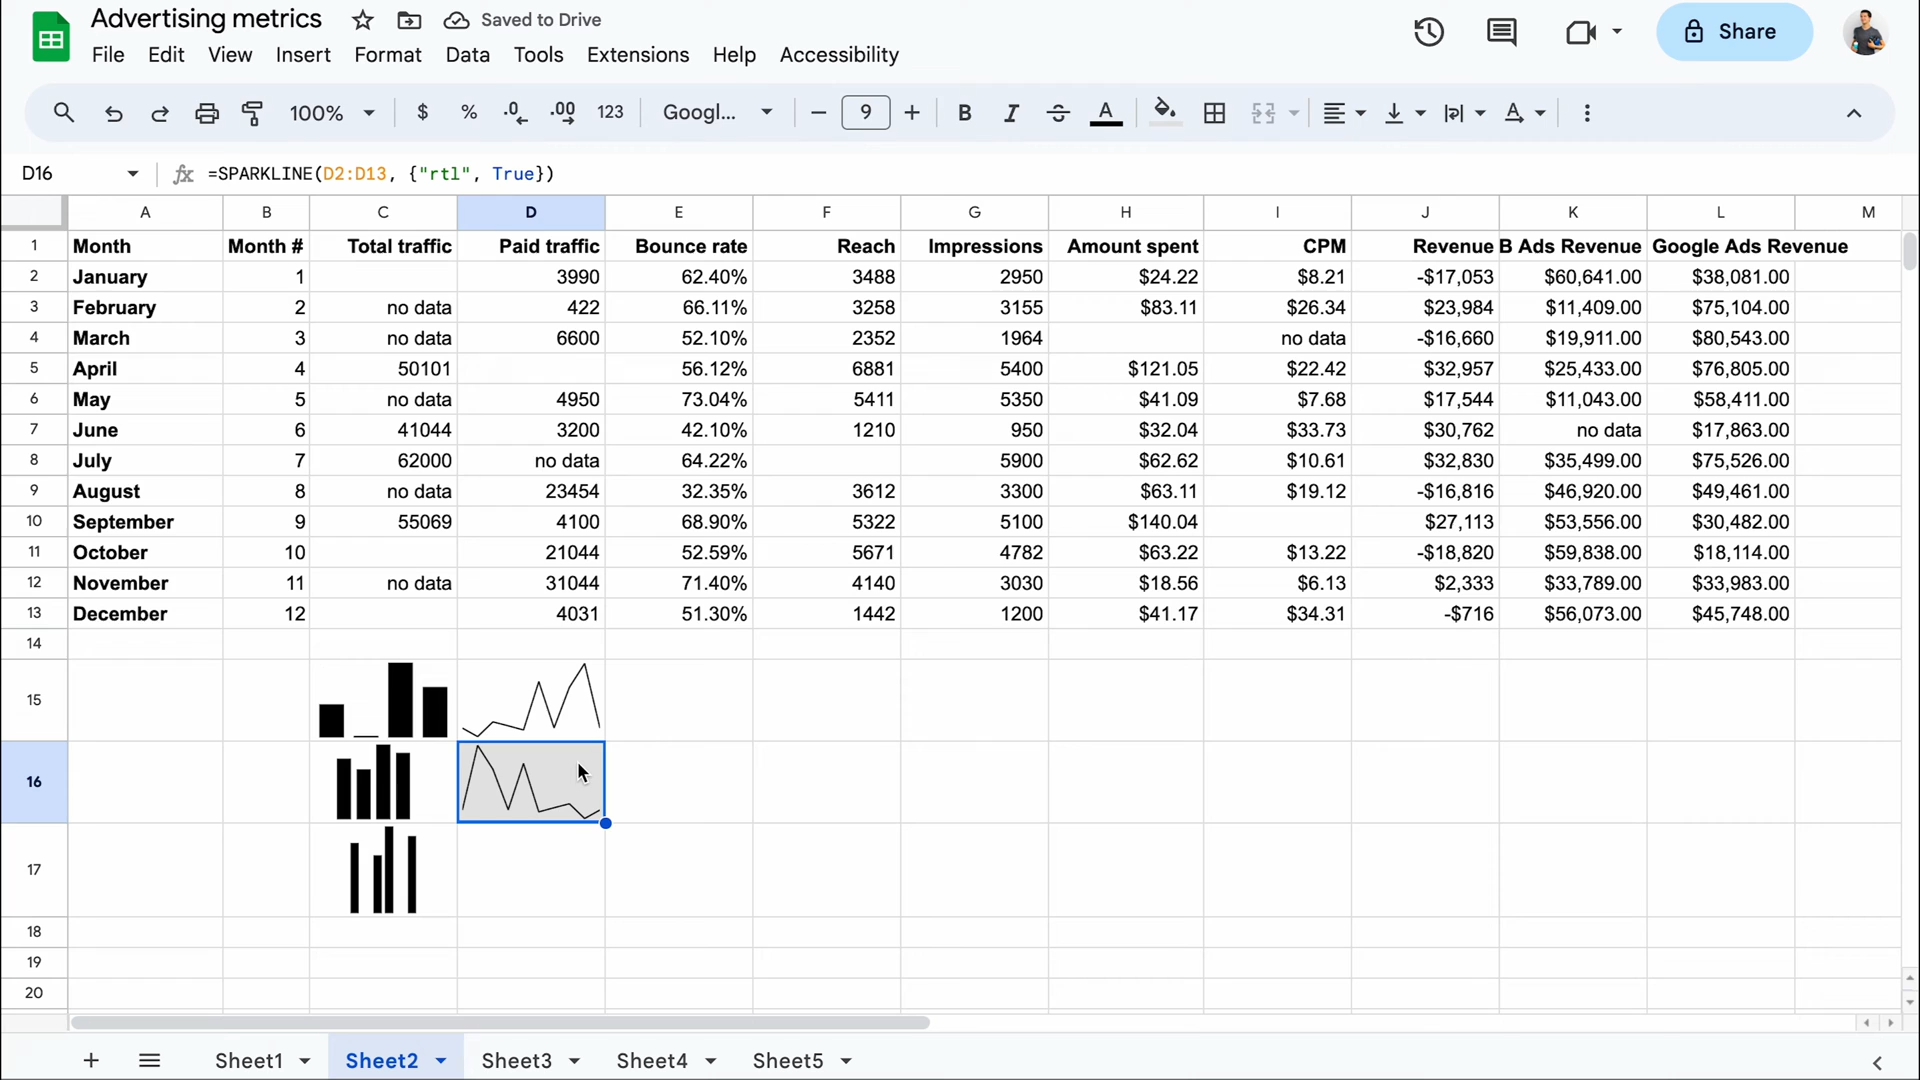 Advertising metrics Saved to Drive
File Edit View Insert Format Data Tools Extensions Help Accessibility
Share
100% $ % .0 .00 123 Googl... − 9 + B I S A A
D16 fx =SPARKLINE(D2:D13, {"rtl", True})
A B C D E F G H I J K L M
1 Month Month # Total traffic Paid traffic Bounce rate Reach Impressions Amount spent CPM Revenue B Ads Revenue Google Ads Revenue
2 January 1 3990 62.40% 3488 2950 $24.22 $8.21 -$17,053 $60,641.00 $38,081.00
3 February 2 no data 422 66.11% 3258 3155 $83.11 $26.34 $23,984 $11,409.00 $75,104.00
4 March 3 no data 6600 52.10% 2352 1964 no data -$16,660 $19,911.00 $80,543.00
5 April 4 50101 56.12% 6881 5400 $121.05 $22.42 $32,957 $25,433.00 $76,805.00
6 May 5 no data 4950 73.04% 5411 5350 $41.09 $7.68 $17,544 $11,043.00 $58,411.00
7 June 6 41044 3200 42.10% 1210 950 $32.04 $33.73 $30,762 no data $17,863.00
8 July 7 62000 no data 64.22% 5900 $62.62 $10.61 $32,830 $35,499.00 $75,526.00
9 August 8 no data 23454 32.35% 3612 3300 $63.11 $19.12 -$16,816 $46,920.00 $49,461.00
10 September 9 55069 4100 68.90% 5322 5100 $140.04 $27,113 $53,556.00 $30,482.00
11 October 10 21044 52.59% 5671 4782 $63.22 $13.22 -$18,820 $59,838.00 $18,114.00
12 November 11 no data 31044 71.40% 4140 3030 $18.56 $6.13 $2,333 $33,789.00 $33,983.00
13 December 12 4031 51.30% 1442 1200 $41.17 $34.31 -$716 $56,073.00 $45,748.00
14
15
16
17
18
19
20
+ Sheet1 Sheet2 Sheet3 Sheet4 Sheet5